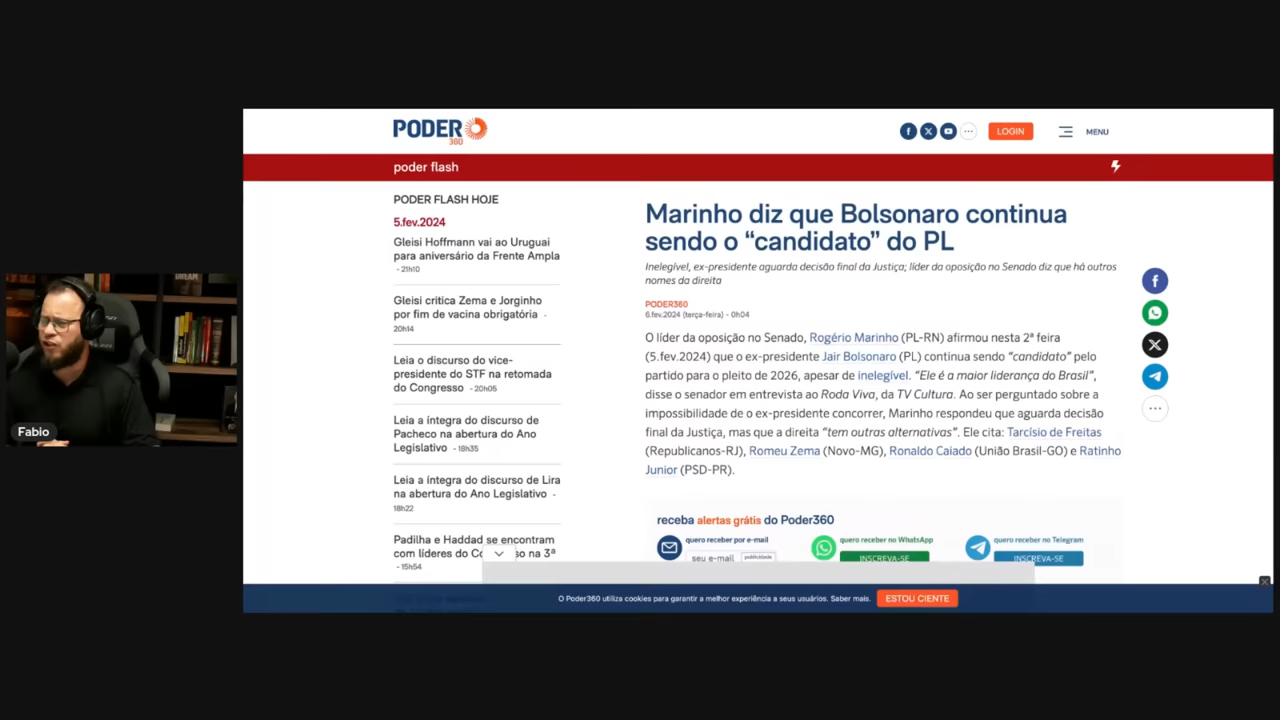 PODER
360
LOGIN
MENU
poder flash
PODER FLASH HOJE
5.fev.2024
Gleisi Hoffmann vai ao Uruguai
para aniversário da Frente Ampla
- 21h10
Gleisi critica Zema e Jorginho
por fim de vacina obrigatória -
20h14
Leia o discurso do vice-
presidente do STF na retomada
do Congresso - 20h05
Leia a íntegra do discurso de
Pacheco na abertura do Ano
Legislativo - 18h35
Leia a íntegra do discurso de Lira
na abertura do Ano Legislativo -
18h22
Padilha e Haddad se encontram
com líderes do Co so na 3ª
- 15h54
Marinho diz que Bolsonaro continua
sendo o “candidato” do PL
Inelegível, ex-presidente aguarda decisão final da Justiça; líder da oposição no Senado diz que há outros
nomes da direita
PODER360
6.fev.2024 (terça-feira) - 0h04
O líder da oposição no Senado, Rogério Marinho (PL-RN) afirmou nesta 2ª feira
(5.fev.2024) que o ex-presidente Jair Bolsonaro (PL) continua sendo “candidato” pelo
partido para o pleito de 2026, apesar de inelegível. “Ele é a maior liderança do Brasil”,
disse o senador em entrevista ao Roda Viva, da TV Cultura. Ao ser perguntado sobre a
impossibilidade de o ex-presidente concorrer, Marinho respondeu que aguarda decisão
final da Justiça, mas que a direita “tem outras alternativas”. Ele cita: Tarcísio de Freitas
(Republicanos-RJ), Romeu Zema (Novo-MG), Ronaldo Caiado (União Brasil-GO) e Ratinho
Junior (PSD-PR).
receba alertas grátis do Poder360
quero receber por e-mail
seu e-mail
publicidade
quero receber no WhatsApp
INSCREVA-SE
quero receber no Telegram
INSCREVA-SE
O Poder360 utiliza cookies para garantir a melhor experiência a seus usuários. Saber mais.
ESTOU CIENTE
Fabio
DREAM